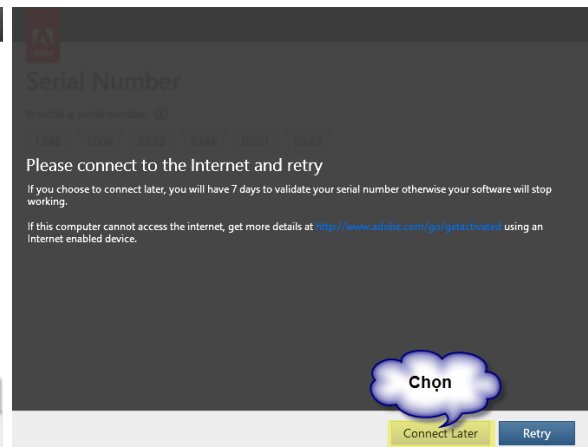 Serial Number
Provide a serial number.
Please connect to the Internet and retry
If you choose to connect later, you will have 7 days to validate your serial number otherwise your software will stop
working.
If this computer cannot access the internet, get more details at http://www.adobe.com/go/getactivated using an
Internet enabled device.
Chọn
Connect Later
Retry